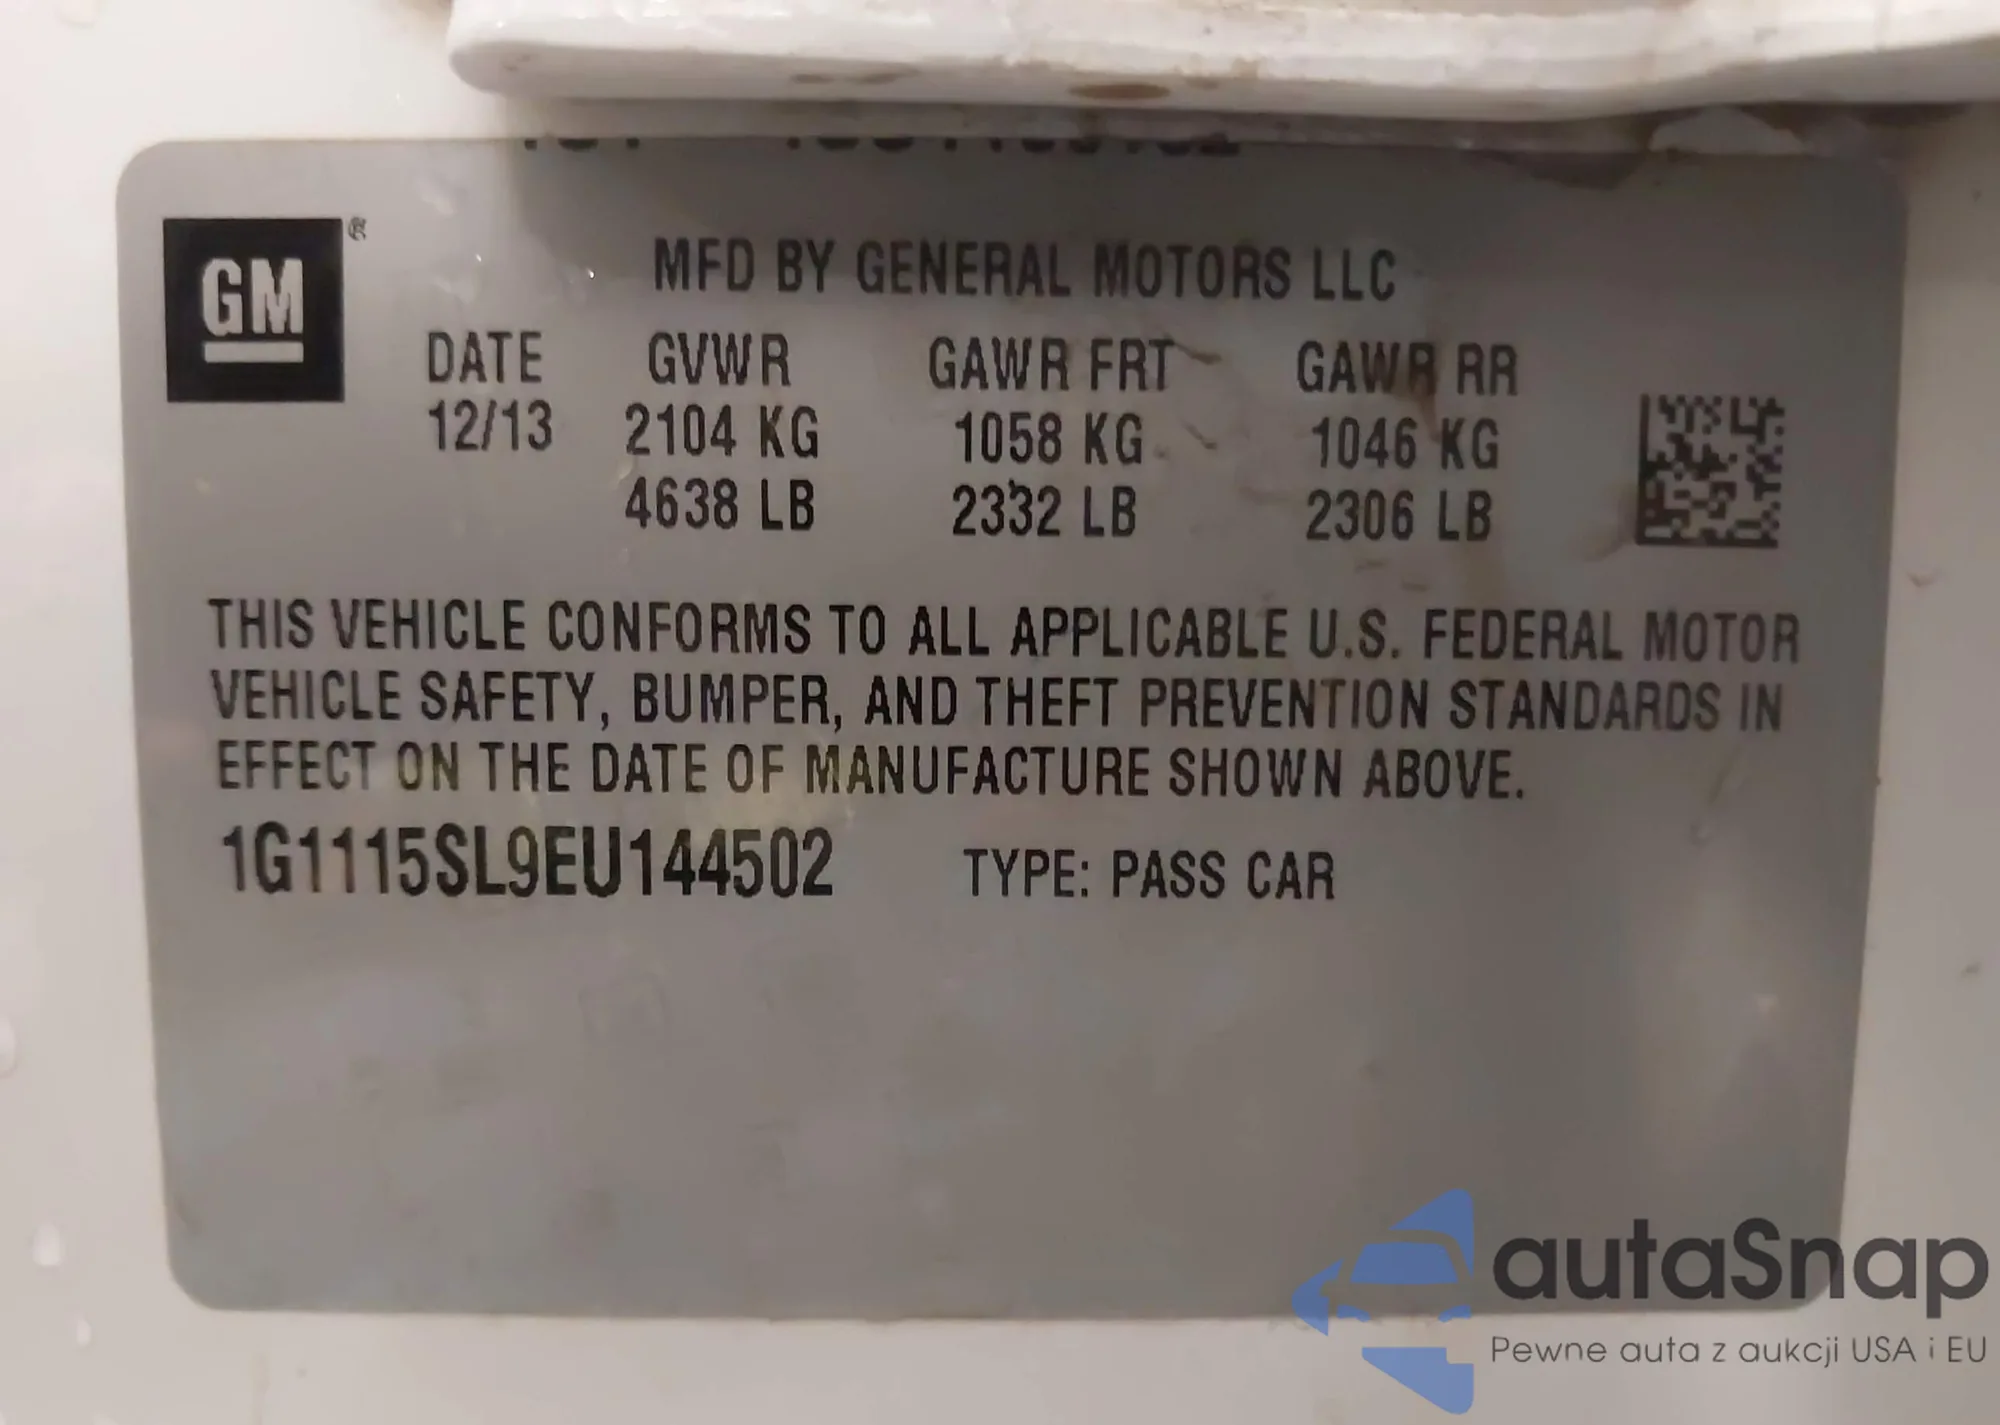 GM
®
MFD BY GENERAL MOTORS LLC
DATE GVWR GAWR FRT GAWR RR
12/13 2104 KG 1058 KG 1046 KG
4638 LB 2332 LB 2306 LB
THIS VEHICLE CONFORMS TO ALL APPLICABLE U.S. FEDERAL MOTOR
VEHICLE SAFETY, BUMPER, AND THEFT PREVENTION STANDARDS IN
EFFECT ON THE DATE OF MANUFACTURE SHOWN ABOVE.
1G1115SL9EU144502 TYPE: PASS CAR
autaSnap
Pewne auta z aukcji USA i EU